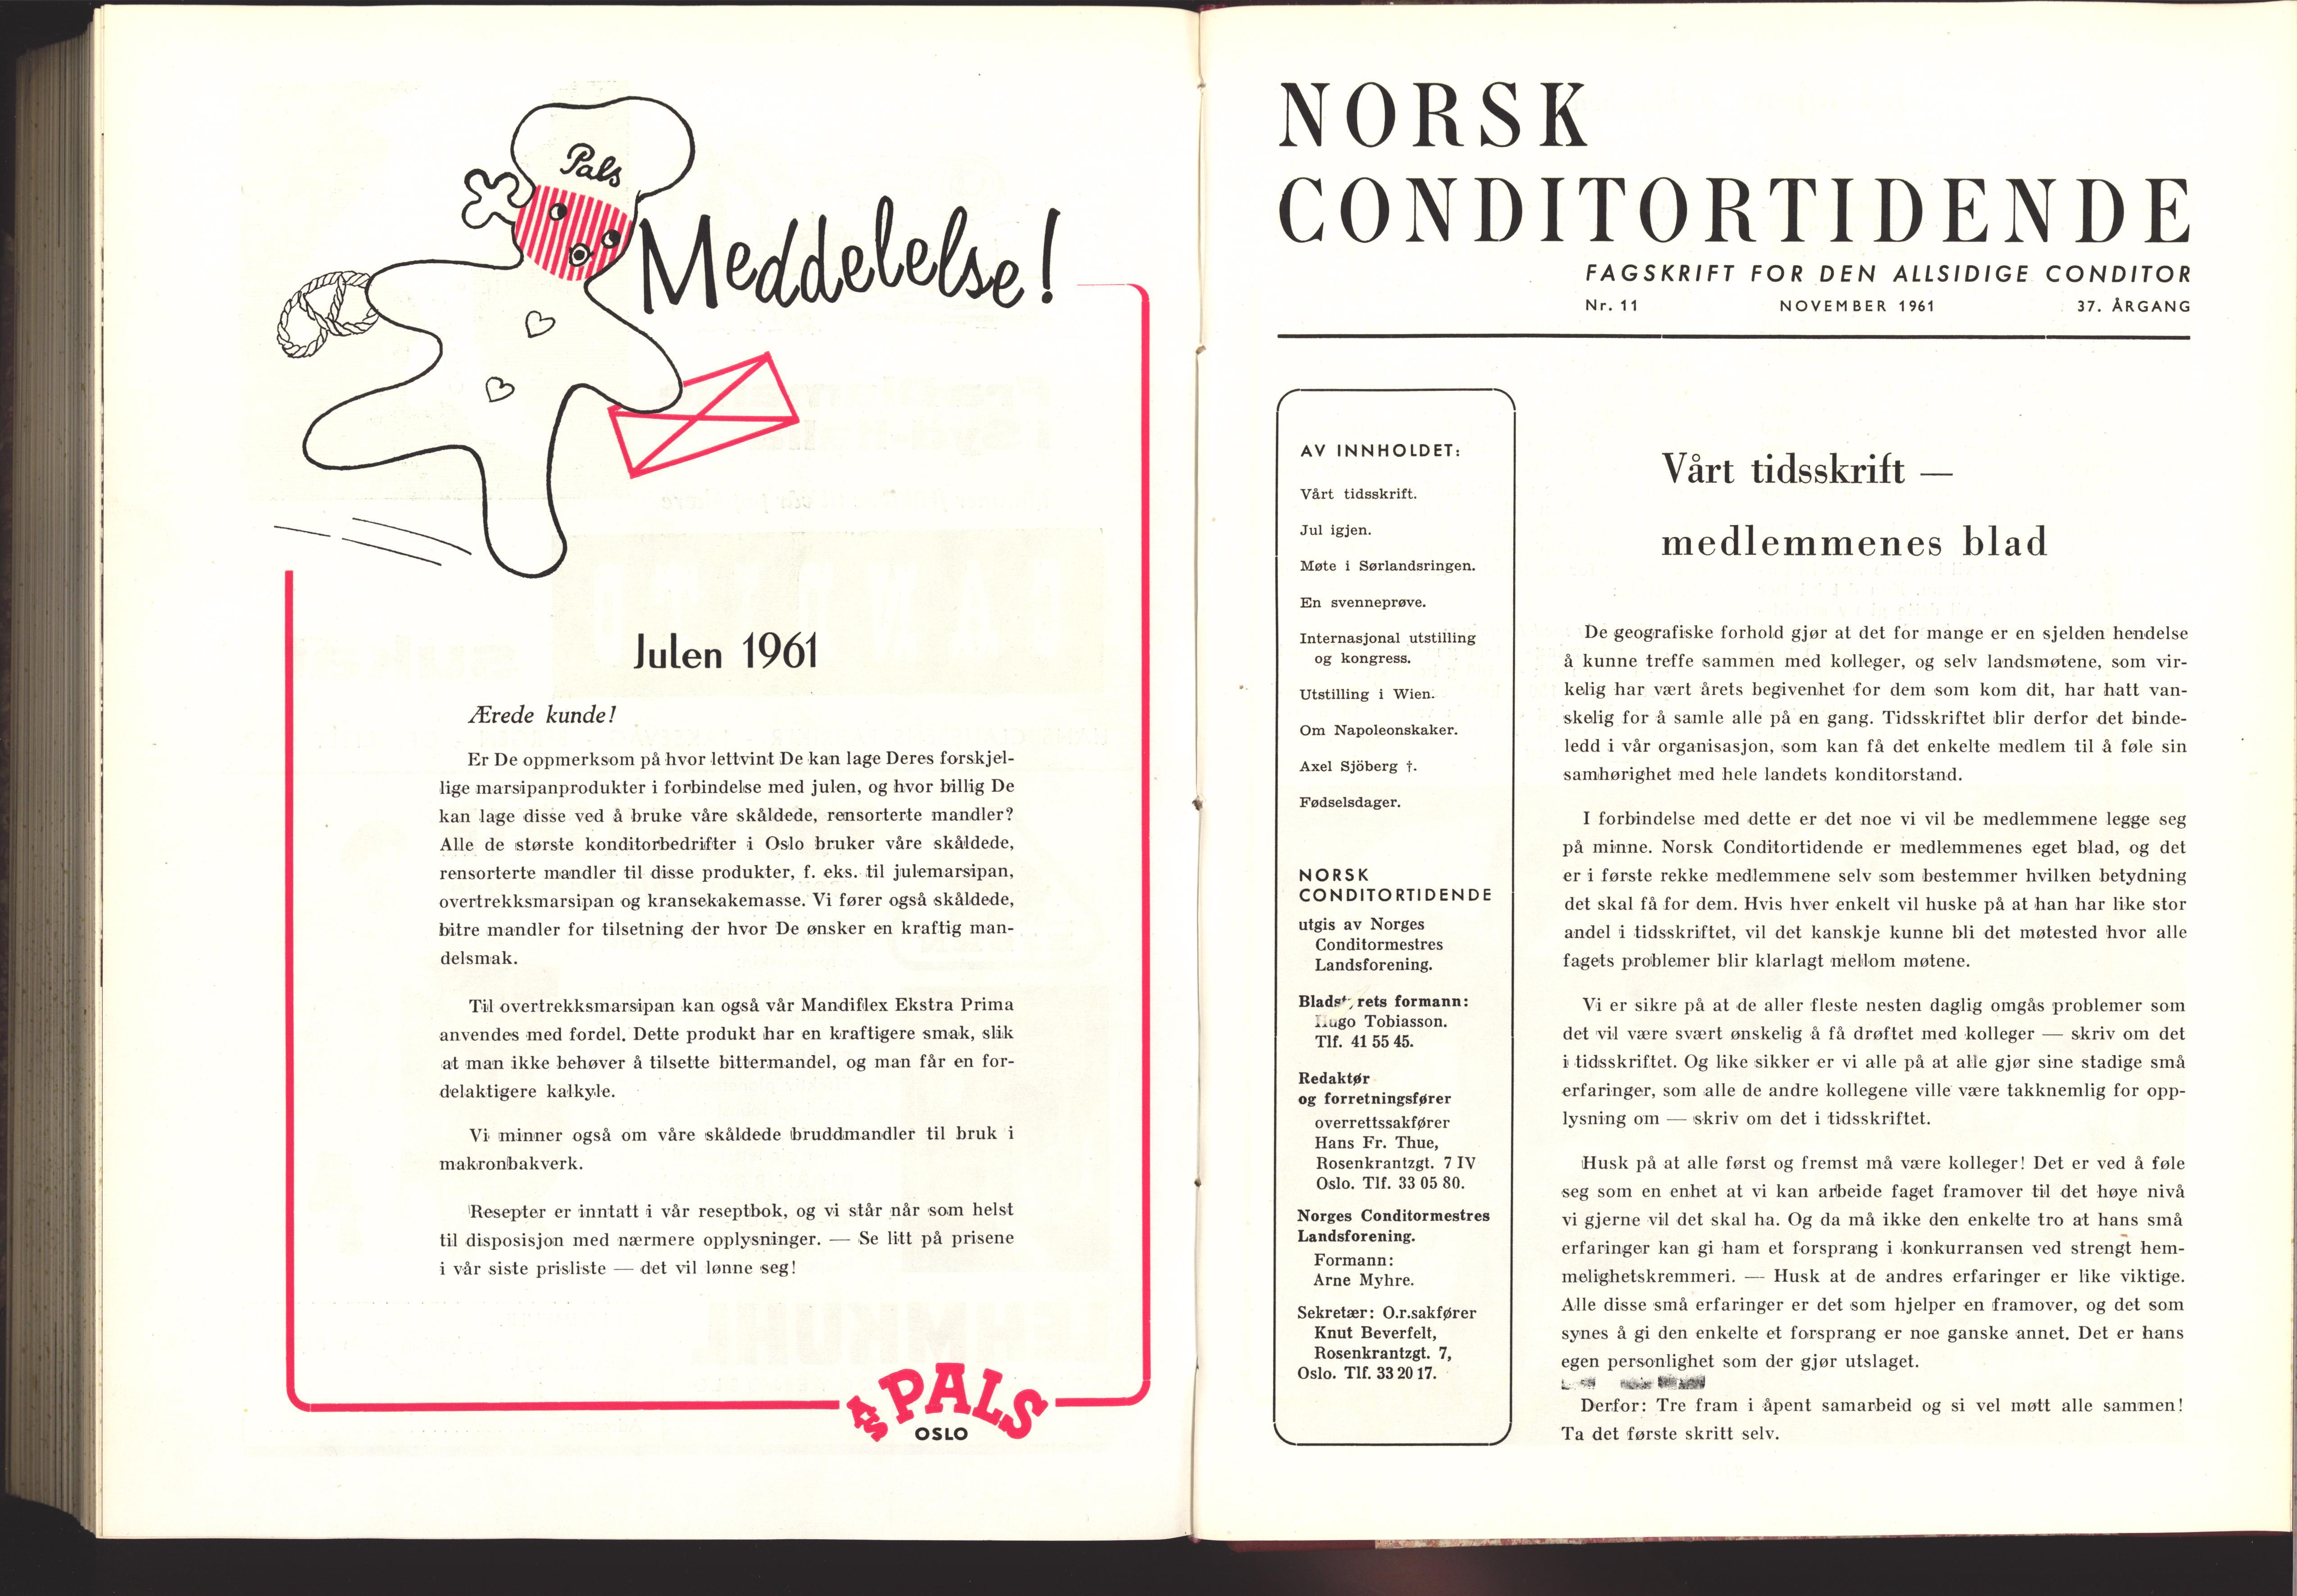 Pals
Meddelelse!
Julen 1961
Ærede kunde!
Er De oppmerksom på hvor lettvint De kan lage Deres forskjel-
lige marsipanprodukter i forbindelse med julen, og hvor billig De
kan lage disse ved å bruke våre skåldede, rensorterte mandler?
Alle de største konditorbedrifter i Oslo bruker våre skåldede,
rensorterte mandler til disse produkter, f. eks. til julemarsipan,
overtrekksmarsipan og kransekakemasse. Vi fører også skåldede,
bitre mandler for tilsetning der hvor De ønsker en kraftig man-
delsmak.
Til overtrekksmarsipan kan også vår Mandiflex Ekstra Prima
anvendes med fordel. Dette produkt har en kraftigere smak, slik
at man ikke behøver å tilsette bittermandel, og man får en for-
delaktigere kalkyle.
Vi minner også om våre skåldede bruddmandler til bruk i
makronbakverk.
Resepter er inntatt i vår reseptbok, og vi står når som helst
til disposisjon med nærmere opplysninger. — Se litt på prisene
i vår siste prisliste — det vil lønne seg!
AS PALS
OSLO
NORSK
CONDITORTIDENDE
FAGSKRIFT FOR DEN ALLSIDIGE CONDITOR
Nr. 11 NOVEMBER 1961 37. ÅRGANG
AV INNHOLDET:
Vårt tidsskrift.
Jul igjen.
Møte i Sørlandsringen.
En svenneprøve.
Internasjonal utstilling
og kongress.
Utstilling i Wien.
Om Napoleonskaker.
Axel Sjöberg †.
Fødselsdager.
NORSK
CONDITORTIDENDE
utgis av Norges
Conditormestres
Landsforening.
Bladst rets formann:
Hugo Tobiasson.
Tlf. 41 55 45.
Redaktør
og forretningsfører
overrettssakfører
Hans Fr. Thue,
Rosenkrantzgt. 7 IV
Oslo. Tlf. 33 05 80.
Norges Conditormestres
Landsforening.
Formann:
Arne Myhre.
Sekretær: O.r.sakfører
Knut Beverfelt,
Rosenkrantzgt. 7,
Oslo. Tlf. 33 20 17.
Vårt tidsskrift —
medlemmenes blad
De geografiske forhold gjør at det for mange er en sjelden hendelse
å kunne treffe sammen med kolleger, og selv landsmøtene, som vir-
kelig har vært årets begivenhet for dem som kom dit, har hatt van-
skelig for å samle alle på en gang. Tidsskriftet blir derfor det binde-
ledd i vår organisasjon, som kan få det enkelte medlem til å føle sin
samhørighet med hele landets konditorstand.
I forbindelse med dette er det noe vi vil be medlemmene legge seg
på minne. Norsk Conditortidende er medlemmenes eget blad, og det
er i første rekke medlemmene selv som bestemmer hvilken betydning
det skal få for dem. Hvis hver enkelt vil huske på at han har like stor
andel i tidsskriftet, vil det kanskje kunne bli det møtested hvor alle
fagets problemer blir klarlagt mellom møtene.
Vi er sikre på at de aller fleste nesten daglig omgås problemer som
det vil være svært ønskelig å få drøftet med kolleger — skriv om det
i tidsskriftet. Og like sikker er vi alle på at alle gjør sine stadige små
erfaringer, som alle de andre kollegene ville være takknemlig for opp-
lysning om — skriv om det i tidsskriftet.
Husk på at alle først og fremst må være kolleger! Det er ved å føle
seg som en enhet at vi kan arbeide faget framover til det høye nivå
vi gjerne vil det skal ha. Og da må ikke den enkelte tro at hans små
erfaringer kan gi ham et forsprang i konkurransen ved strengt hem-
melighetskremmeri. — Husk at de andres erfaringer er like viktige.
Alle disse små erfaringer er det som hjelper en framover, og det som
synes å gi den enkelte et forsprang er noe ganske annet. Det er hans
egen personlighet som der gjør utslaget.
Derfor: Tre fram i åpent samarbeid og si vel møtt alle sammen!
Ta det første skritt selv.